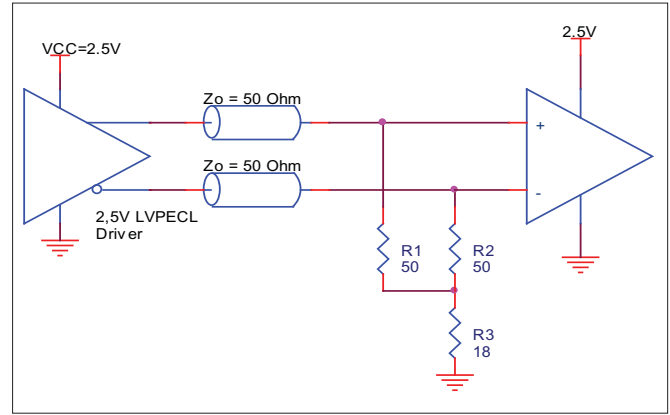 VCC=2.5V
2.5V
Zo = 50 Ohm
+
Zo = 50 Ohm
-
2,5V LVPECL
Driver
R1
50
R2
50
R3
18